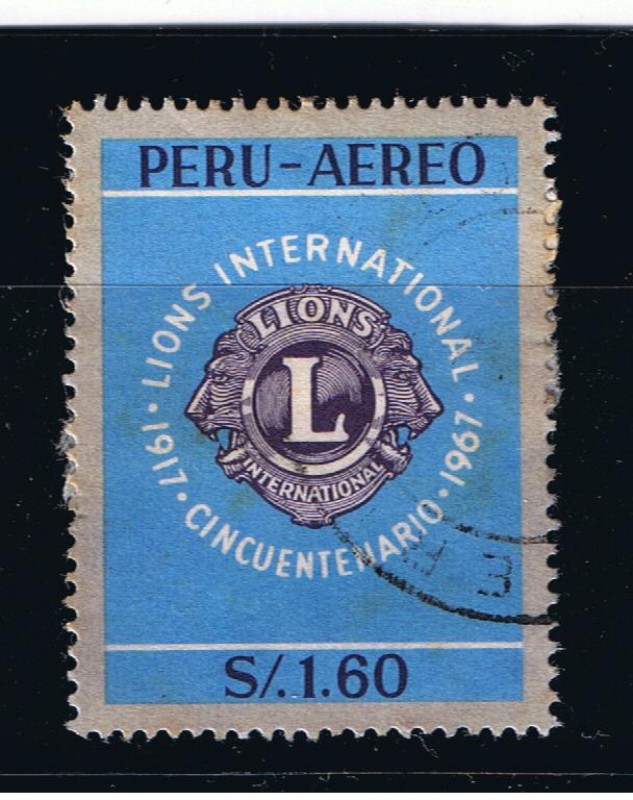 PERU-AEREO
LIONS INTERNATIONAL
1917 · CINCUENTENARIO · 1967
LIONS
L
INTERNATIONAL
S/.1.60